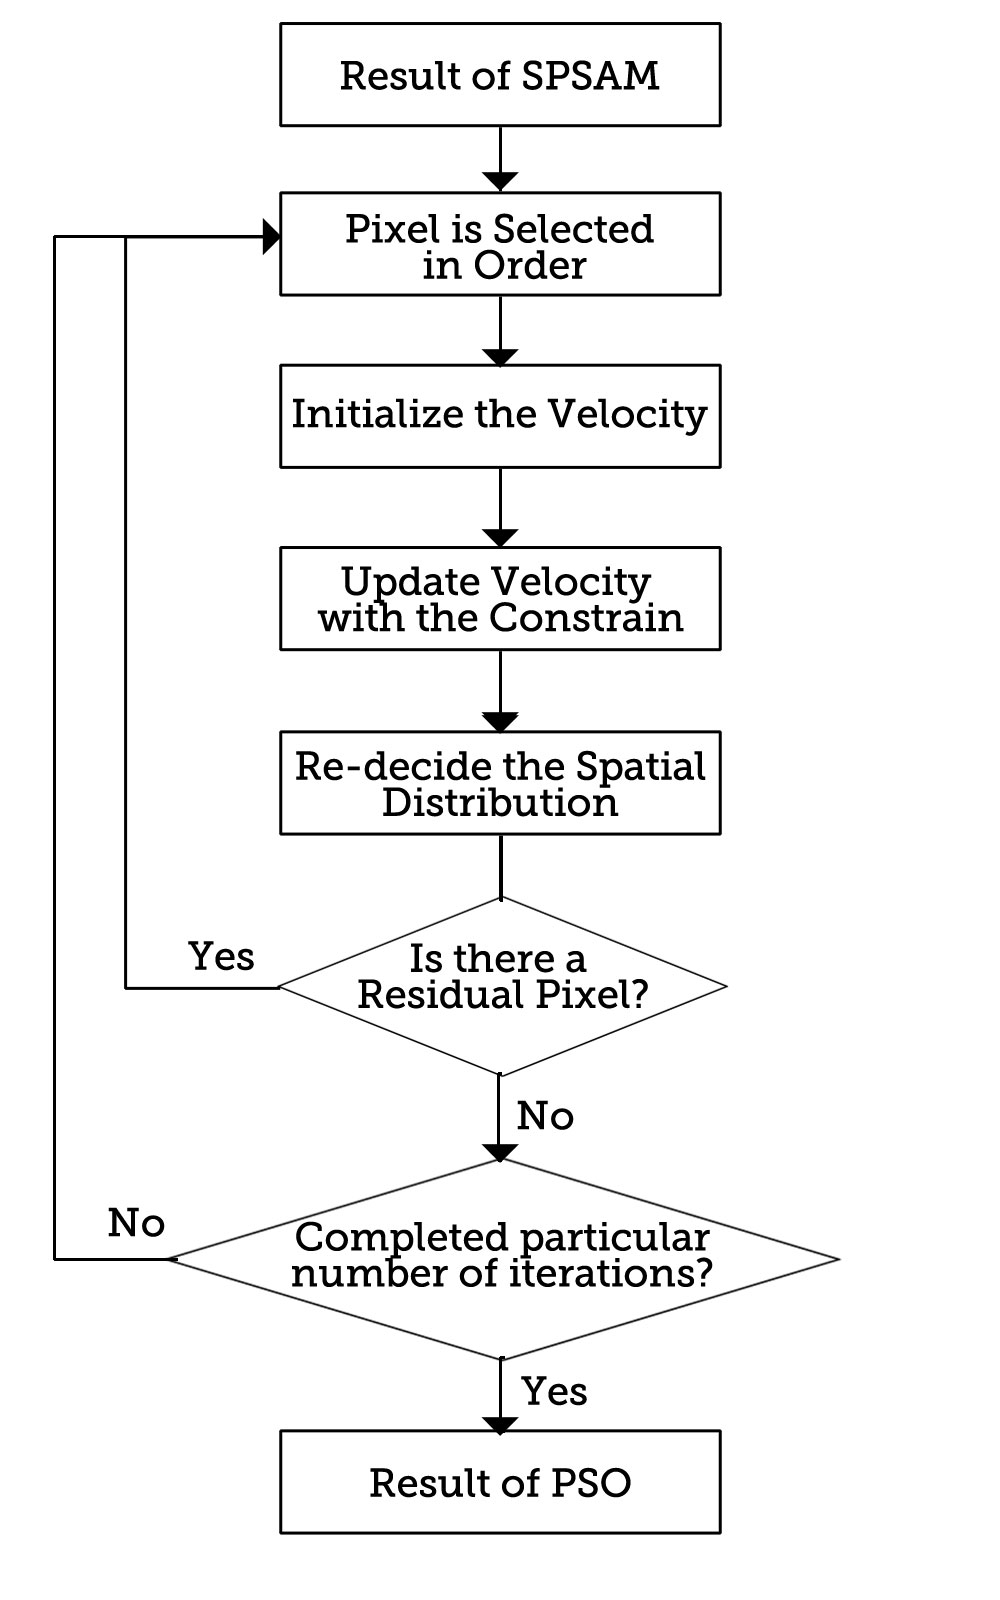 Result of SPSAM
Pixel is Selected
in Order
Initialize the Velocity
Update Velocity
with the Constrain
Re-decide the Spatial
Distribution
Is there a
Residual Pixel?
Yes
No
Completed particular
number of iterations?
No
Yes
Result of PSO